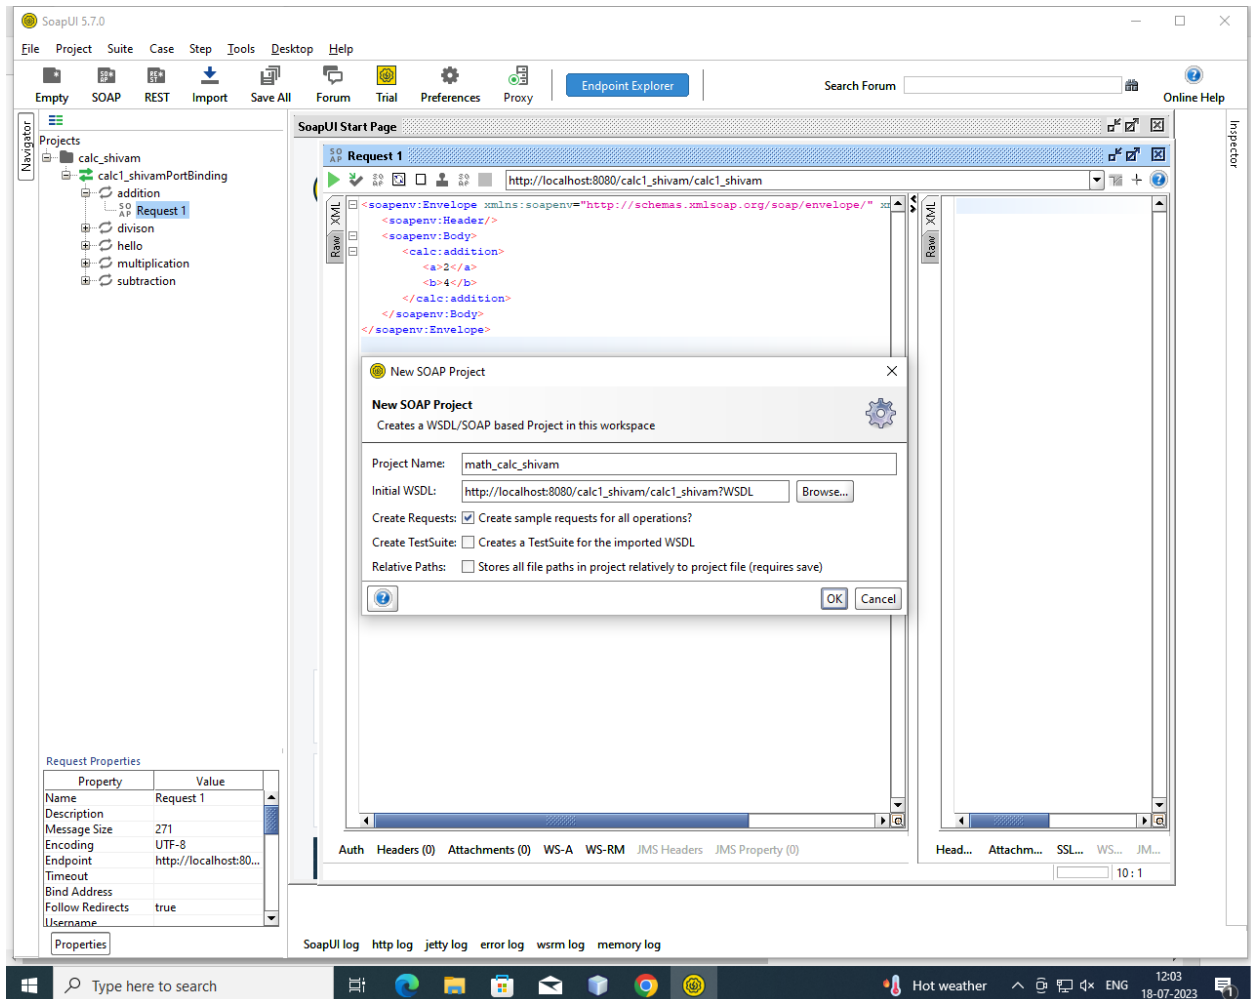 SoapUI 5.7.0
File Project Suite Case Step Tools Desktop Help
Empty SOAP REST Import Save All Forum Trial Preferences Proxy Endpoint Explorer Search Forum Online Help
Navigator
Inspector
Projects
calc_shivam
calc1_shivamPortBinding
addition
Request 1
divison
hello
multiplication
subtraction
SoapUI Start Page
Request 1
http://localhost:8080/calc1_shivam/calc1_shivam
XML
Raw
<soapenv:Envelope xmlns:soapenv="http://schemas.xmlsoap.org/soap/envelope/"
<soapenv:Header/>
<soapenv:Body>
<calc:addition>
<a>2</a>
<b>4</b>
</calc:addition>
</soapenv:Body>
</soapenv:Envelope>
XML
Raw
New SOAP Project
New SOAP Project
Creates a WSDL/SOAP based Project in this workspace
Project Name: math_calc_shivam
Initial WSDL: http://localhost:8080/calc1_shivam/calc1_shivam?WSDL Browse...
Create Requests: Create sample requests for all operations?
Create TestSuite: Creates a TestSuite for the imported WSDL
Relative Paths: Stores all file paths in project relatively to project file (requires save)
OK Cancel
Request Properties
Property Value
Name Request 1
Description
Message Size 271
Encoding UTF-8
Endpoint http://localhost:80...
Timeout
Bind Address
Follow Redirects true
Username
Properties
Auth Headers (0) Attachments (0) WS-A WS-RM JMS Headers JMS Property (0)
Head... Attachm... SSL... WS... JM...
10 : 1
SoapUI log http log jetty log error log wsrm log memory log
Type here to search
Hot weather
ENG
12:03
18-07-2023
1